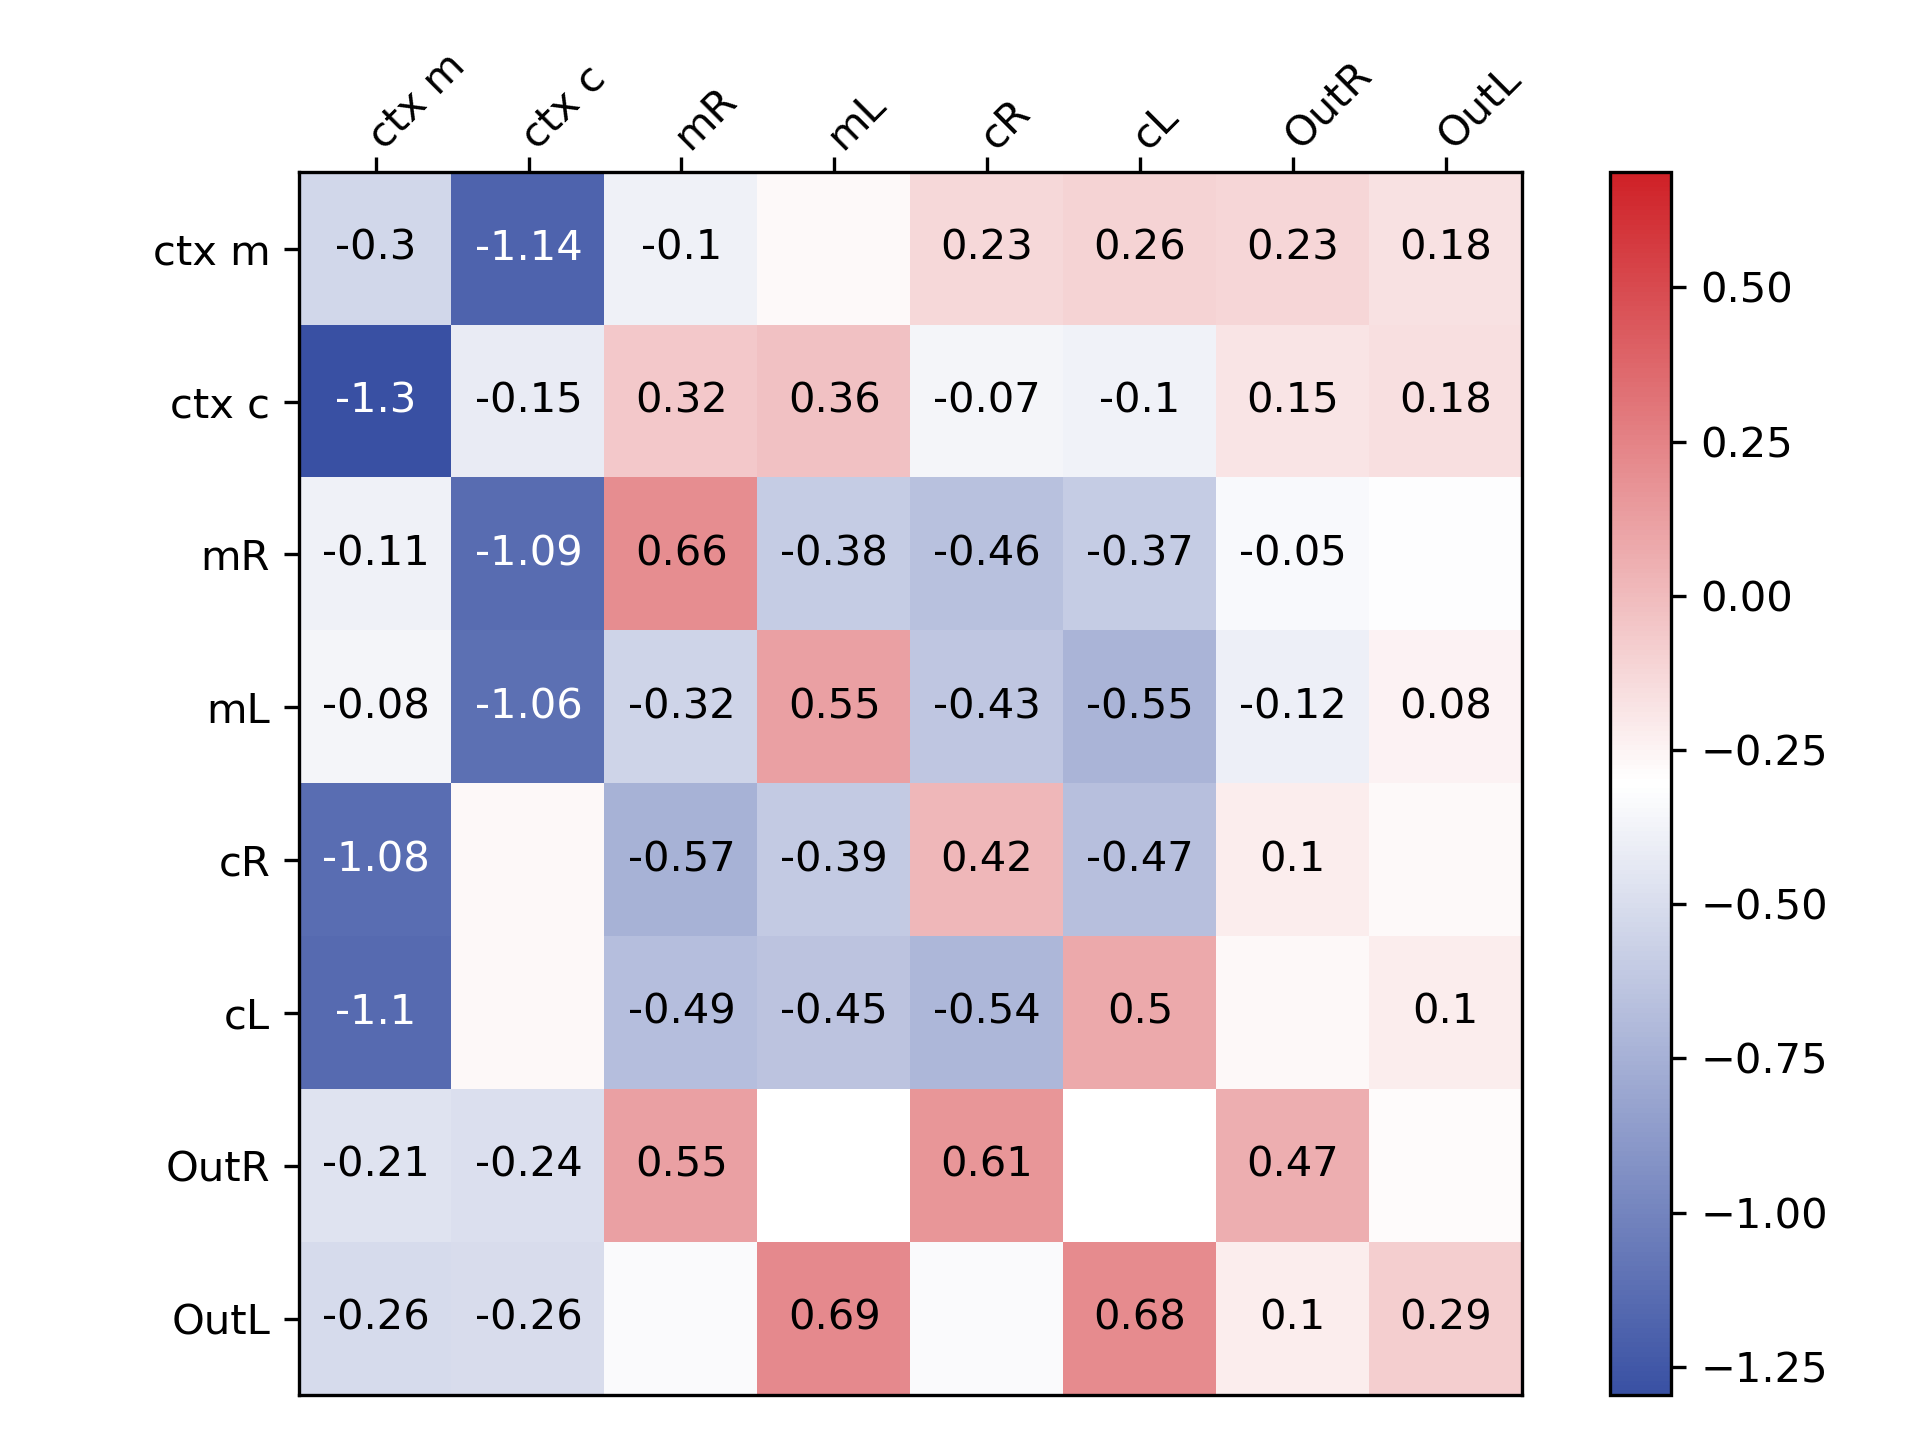 ctx m ctx c mR mL cR cL OutR OutL
ctx m -0.3 -1.14 -0.1 0.23 0.26 0.23 0.18
ctx c -1.3 -0.15 0.32 0.36 -0.07 -0.1 0.15 0.18
mR -0.11 -1.09 0.66 -0.38 -0.46 -0.37 -0.05
mL -0.08 -1.06 -0.32 0.55 -0.43 -0.55 -0.12 0.08
cR -1.08 -0.57 -0.39 0.42 -0.47 0.1
cL -1.1 -0.49 -0.45 -0.54 0.5 0.1
OutR -0.21 -0.24 0.55 0.61 0.47
OutL -0.26 -0.26 0.69 0.68 0.1 0.29
0.50
0.25
0.00
−0.25
−0.50
−0.75
−1.00
−1.25